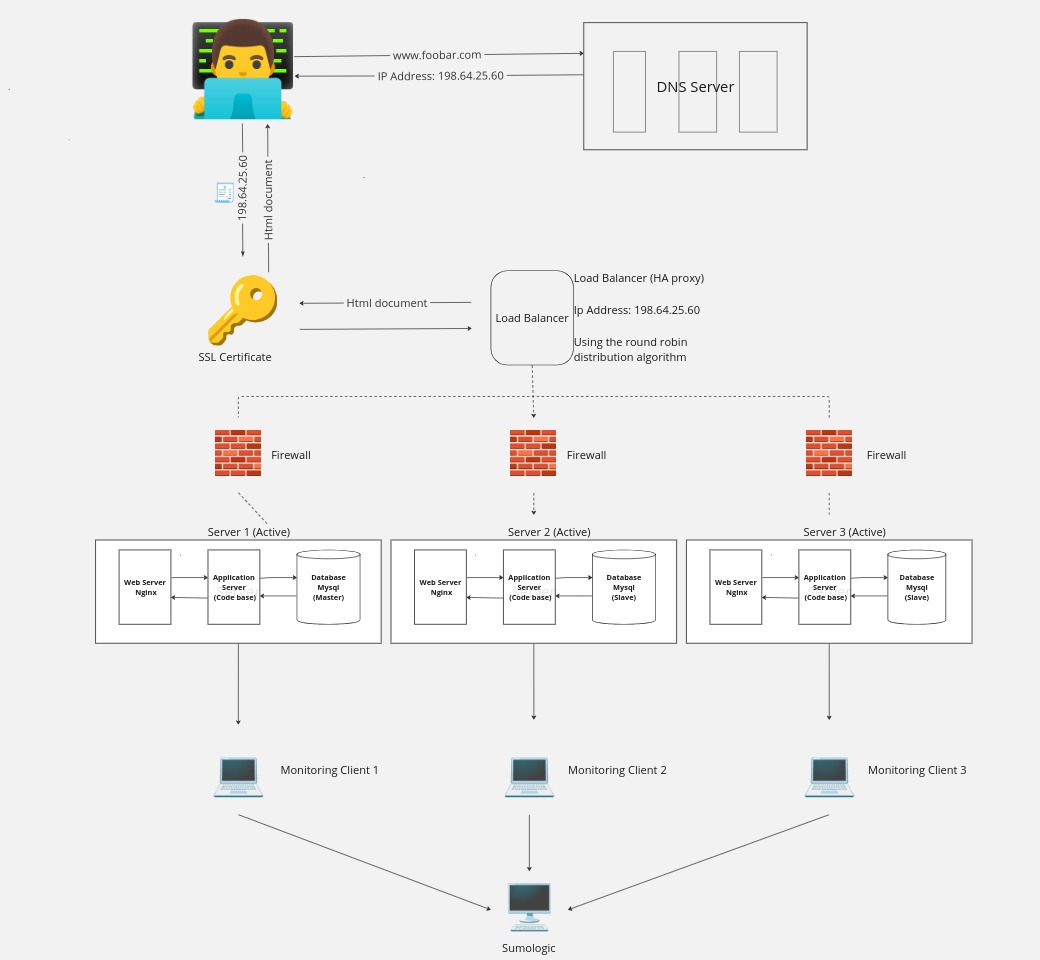 www.foobar.com
IP Address: 198.64.25.60
DNS Server
198.64.25.60
Html document
SSL Certificate
Html document
Load Balancer
Load Balancer (HA proxy)
Ip Address: 198.64.25.60
Using the round robin
distribution algorithm
Firewall
Firewall
Firewall
Server 1 (Active)
Server 2 (Active)
Server 3 (Active)
Web Server
Nginx
Application
Server
(Code base)
Database
Mysql
(Master)
Web Server
Nginx
Application
Server
(Code base)
Database
Mysql
(Slave)
Web Server
Nginx
Application
Server
(Code base)
Database
Mysql
(Slave)
Monitoring Client 1
Monitoring Client 2
Monitoring Client 3
Sumologic